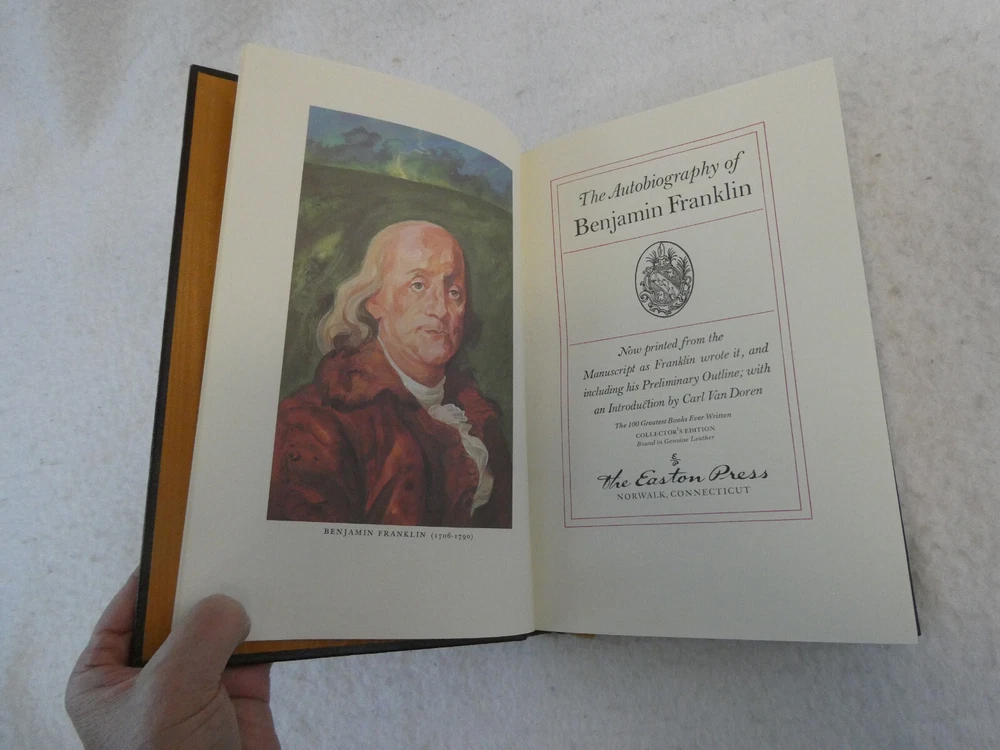 BENJAMIN FRANKLIN (1706-1790)
The Autobiography of
Benjamin Franklin
Now printed from the
Manuscript as Franklin wrote it, and
including his Preliminary Outline; with
an Introduction by Carl Van Doren
The 100 Greatest Books Ever Written
COLLECTOR'S EDITION
Bound in Genuine Leather
The Easton Press
NORWALK, CONNECTICUT